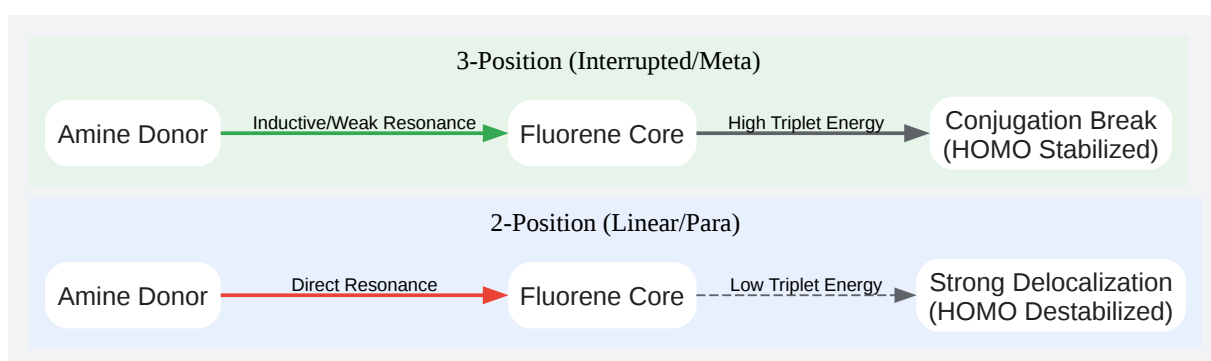 3-Position (Interrupted/Meta)
Amine Donor
Inductive/Weak Resonance
Fluorene Core
High Triplet Energy
Conjugation Break
(HOMO Stabilized)
2-Position (Linear/Para)
Amine Donor
Direct Resonance
Fluorene Core
Low Triplet Energy
Strong Delocalization
(HOMO Destabilized)